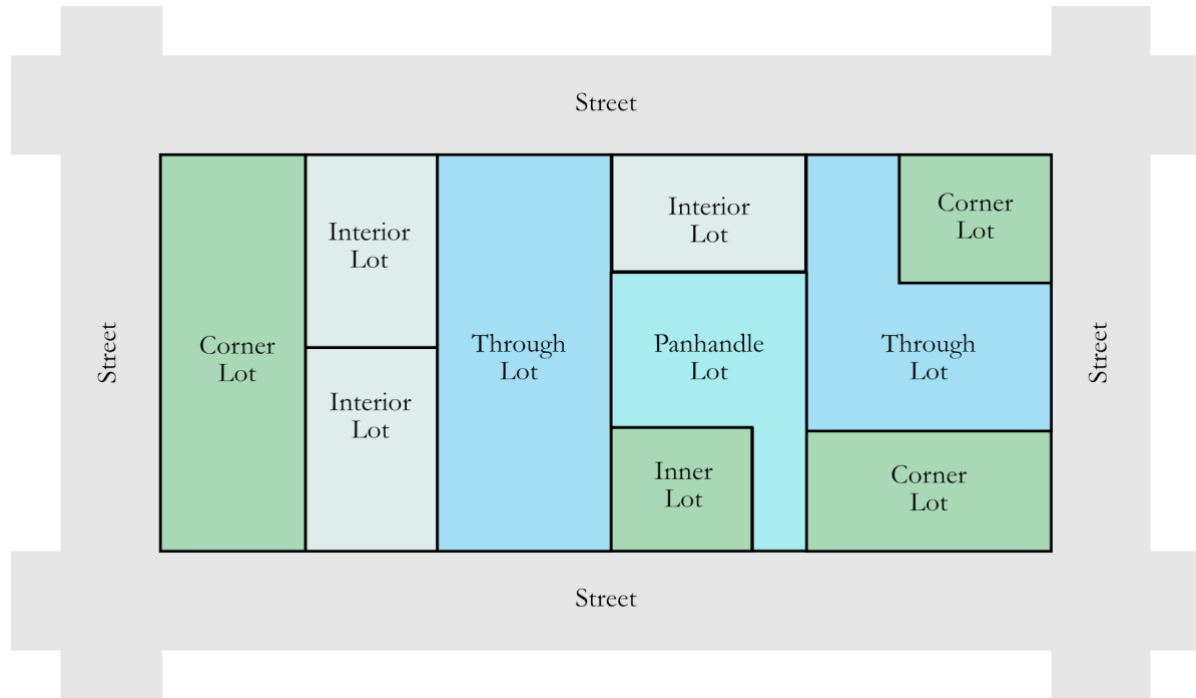 Street
Corner
Lot
Interior
Lot
Interior
Lot
Interior
Lot
Through
Lot
Panhandle
Lot
Through
Lot
Corner
Lot
Inner
Lot
Corner
Lot
Street
Street
Street